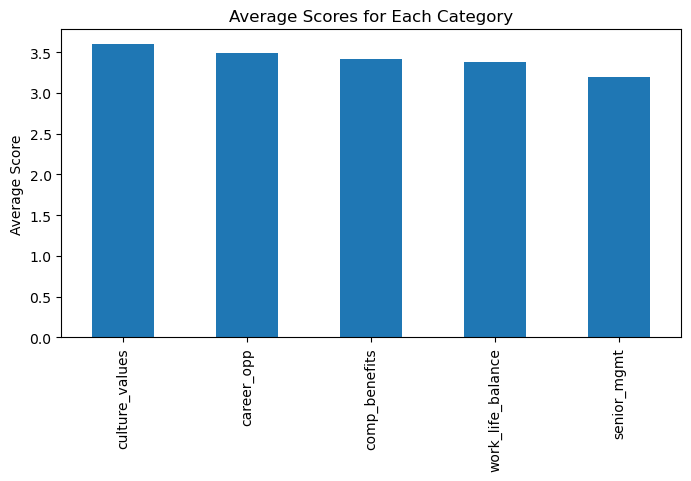 Average Scores for Each Category
Average Score
3.5
3.0
2.5
2.0
1.5
1.0
0.5
0.0
culture_values
career_opp
comp_benefits
work_life_balance
senior_mgmt